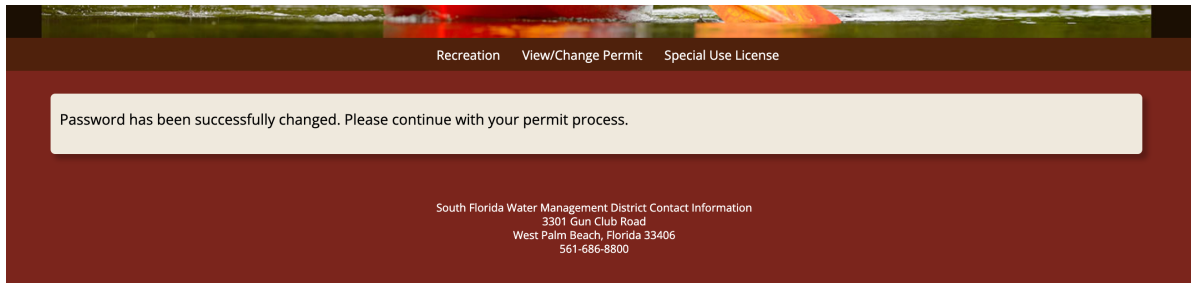 Recreation View/Change Permit Special Use License
Password has been successfully changed. Please continue with your permit process.
South Florida Water Management District Contact Information
3301 Gun Club Road
West Palm Beach, Florida 33406
561-686-8800